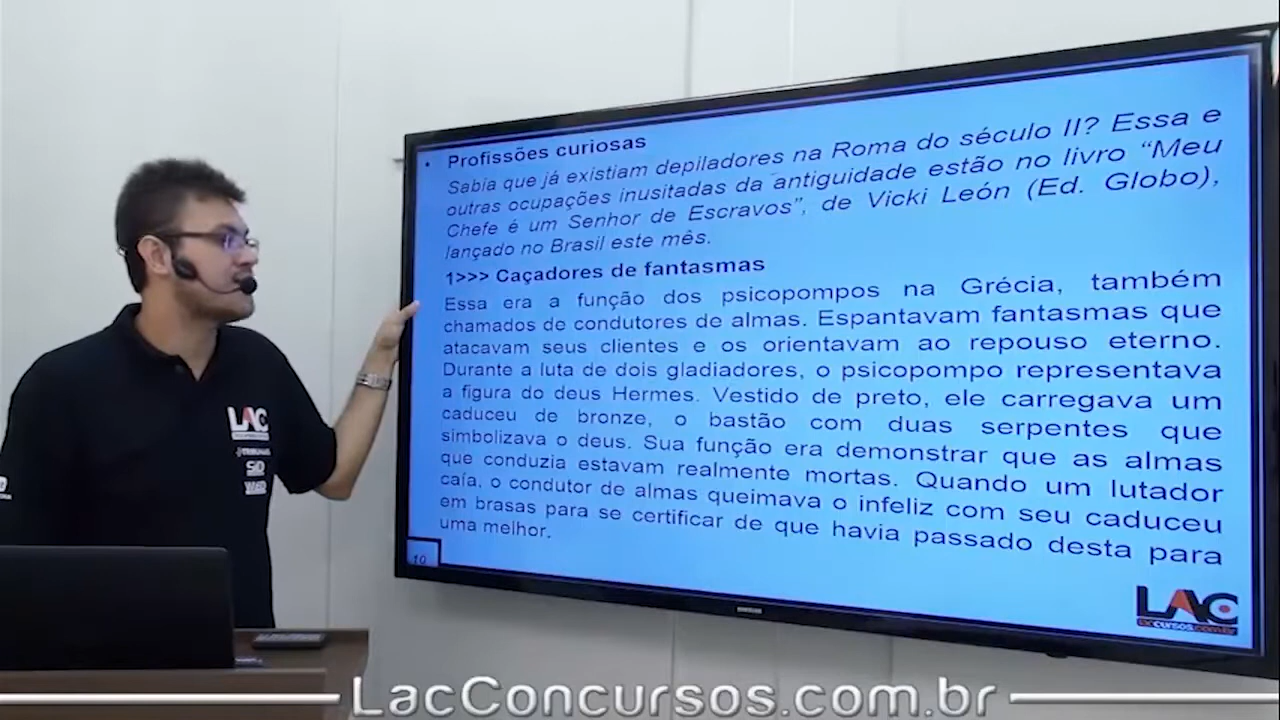 • Profissões curiosas
Sabia que já existiam depiladores na Roma do século II? Essa e
outras ocupações inusitadas da antiguidade estão no livro “Meu
Chefe é um Senhor de Escravos”, de Vicki León (Ed. Globo),
lançado no Brasil este mês.
1>>> Caçadores de fantasmas
Essa era a função dos psicopompos na Grécia, também
chamados de condutores de almas. Espantavam fantasmas que
atacavam seus clientes e os orientavam ao repouso eterno.
Durante a luta de dois gladiadores, o psicopompo representava
a figura do deus Hermes. Vestido de preto, ele carregava um
caduceu de bronze, o bastão com duas serpentes que
simbolizava o deus. Sua função era demonstrar que as almas
que conduzia estavam realmente mortas. Quando um lutador
caía, o condutor de almas queimava o infeliz com seu caduceu
em brasas para se certificar de que havia passado desta para
uma melhor.
10
LAC
laccursos.com.br
SAMSUNG
LAC
TRIBUNAIS
SiD
LacConcursos.com.br